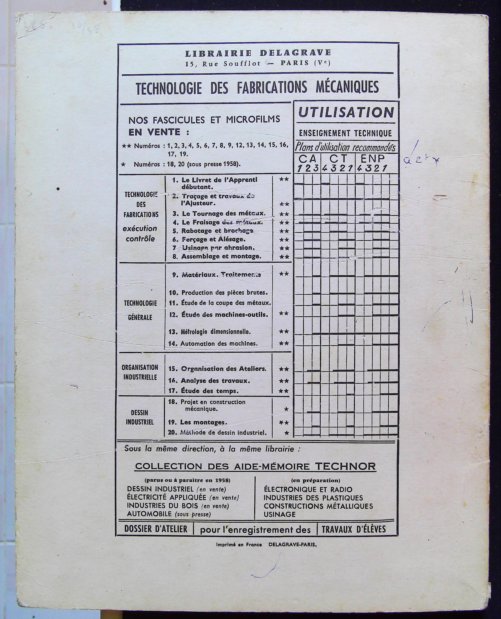 LIBRAIRIE DELAGRAVE
15, Rue Soufflot — PARIS (Vᵉ)
TECHNOLOGIE DES FABRICATIONS MÉCANIQUES
NOS FASCICULES ET MICROFILMS
EN VENTE :
★★ Numéros : 1, 2, 3, 4, 5, 6, 7, 8, 9, 12, 13, 14, 15, 16,
17, 19.
★ Numéros : 18, 20 (sous presse 1958).
UTILISATION
ENSEIGNEMENT TECHNIQUE
Plans d'utilisation recommandés
CA CT ENP
1 2 3 4 3 2 1 4 3 2 1
TECHNOLOGIE
DES
FABRICATIONS
exécution
contrôle
1. Le Livret de l'Apprenti
débutant. ★★
2. Traçage et travaux de
l'Ajusteur. ★★
3. Le Tournage des métaux. ★★
4. Le Fraisage des métaux. ★★
5. Rabotage et brochage ★★
6. Perçage et Alésage. ★★
7 Usinage par abrasion. ★★
8. Assemblage et montage. ★★
TECHNOLOGIE
GÉNÉRALE
9. Matériaux. Traitements ★★
10. Production des pièces brutes.
11. Étude de la coupe des métaux.
12. Étude des machines-outils. ★★
13. Métrologie dimensionnelle. ★★
14. Automation des machines. ★★
ORGANISATION
INDUSTRIELLE
15. Organisation des Ateliers. ★★
16. Analyse des travaux. ★★
17. Étude des temps. ★★
DESSIN
INDUSTRIEL
18. Projet en construction
mécanique. ★
19. Les montages. ★★
20. Méthode de dessin industriel. ★
Sous la même direction, à la même librairie :
COLLECTION DES AIDE-MÉMOIRE TECHNOR
(parus ou à paraître en 1958)
DESSIN INDUSTRIEL (en vente)
ÉLECTRICITÉ APPLIQUÉE (en vente)
INDUSTRIES DU BOIS (en vente)
AUTOMOBILE (sous presse)
(en préparation)
ÉLECTRONIQUE ET RADIO
INDUSTRIES DES PLASTIQUES
CONSTRUCTIONS MÉTALLIQUES
USINAGE
DOSSIER D'ATELIER pour l'enregistrement des TRAVAUX D'ÉLÈVES
Imprimé en France DELAGRAVE-PARIS.